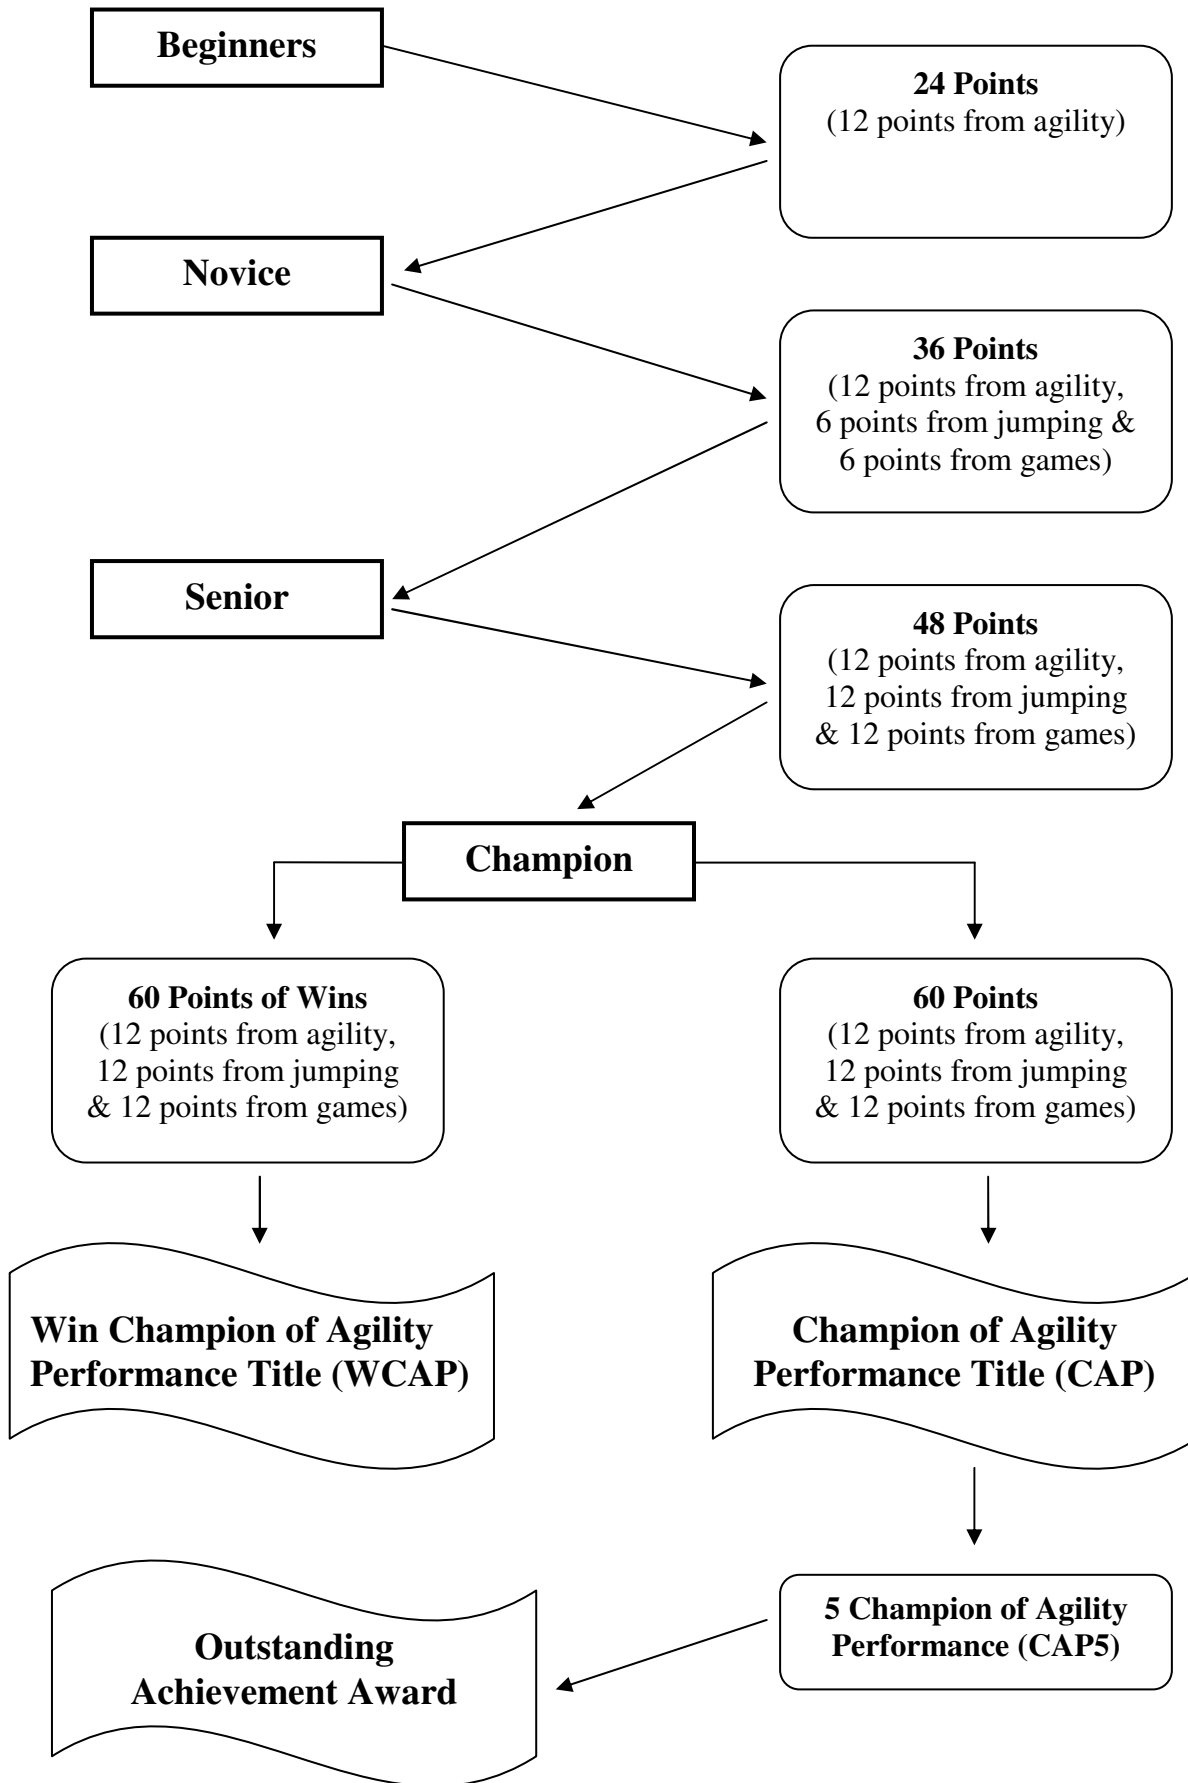 Beginners
24 Points
(12 points from agility)
Novice
36 Points
(12 points from agility,
6 points from jumping &
6 points from games)
Senior
48 Points
(12 points from agility,
12 points from jumping
& 12 points from games)
Champion
60 Points of Wins
(12 points from agility,
12 points from jumping
& 12 points from games)
60 Points
(12 points from agility,
12 points from jumping
& 12 points from games)
Win Champion of Agility
Performance Title (WCAP)
Champion of Agility
Performance Title (CAP)
5 Champion of Agility
Performance (CAP5)
Outstanding
Achievement Award